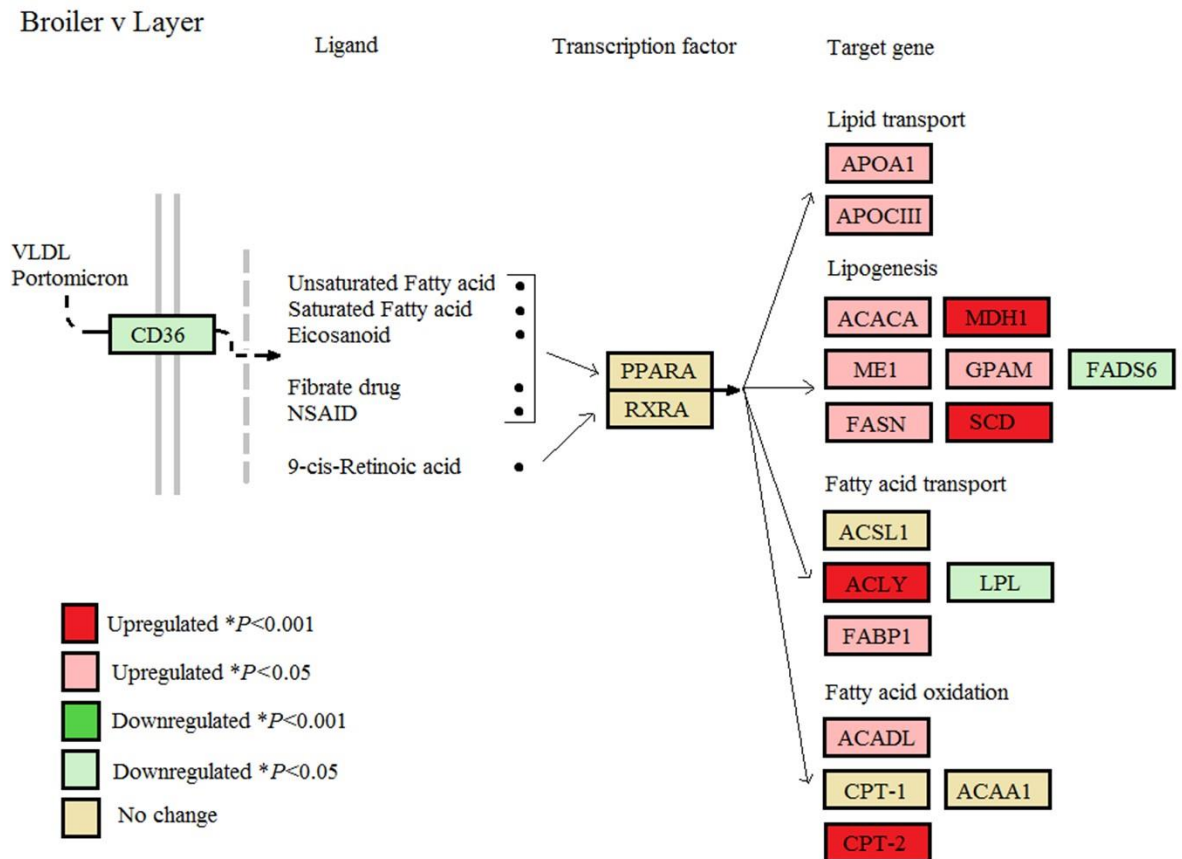 Broiler v Layer
Ligand
Transcription factor
Target gene
Lipid transport
APOA1
APOCIII
VLDL
Portomicron
CD36
Unsaturated Fatty acid
Saturated Fatty acid
Eicosanoid
Fibrate drug
NSAID
9-cis-Retinoic acid
PPARA
RXRA
Lipogenesis
ACACA MDH1
ME1 GPAM FADS6
FASN SCD
Fatty acid transport
ACSL1
ACLY LPL
FABP1
Fatty acid oxidation
ACADL
CPT-1 ACAA1
CPT-2
Upregulated *P<0.001
Upregulated *P<0.05
Downregulated *P<0.001
Downregulated *P<0.05
No change